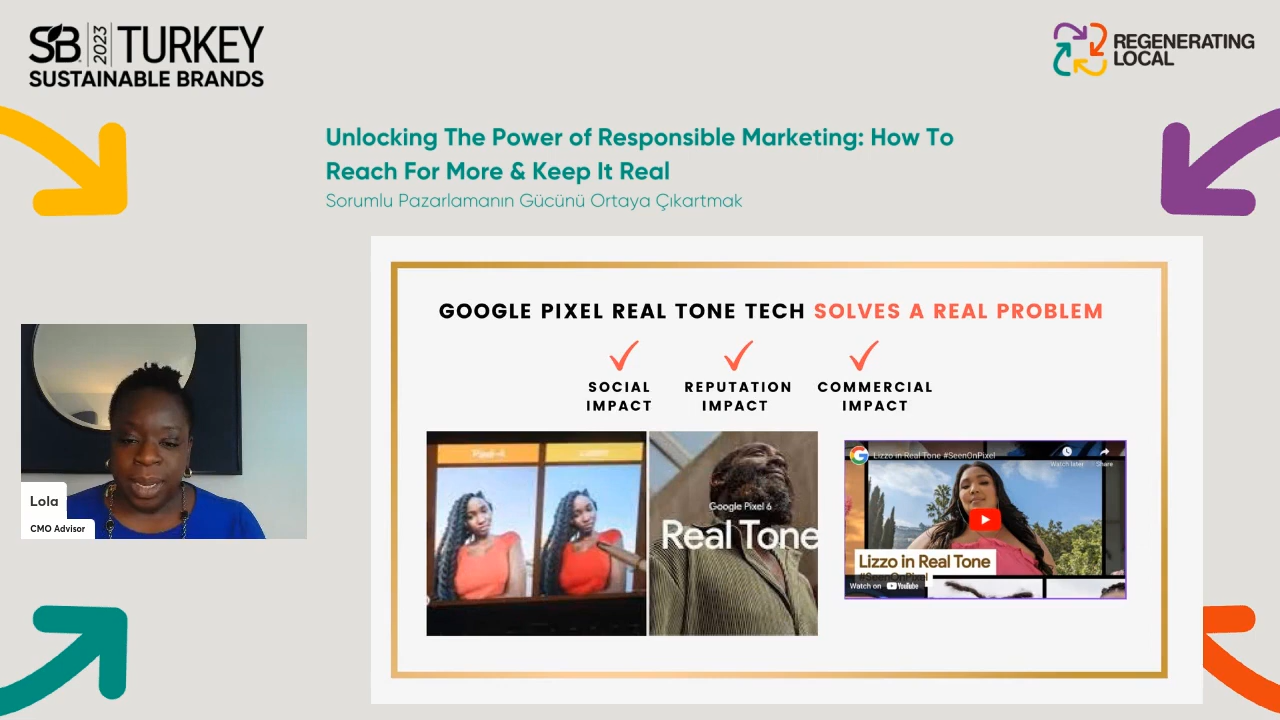 SB 2023 TURKEY
SUSTAINABLE BRANDS
REGENERATING
LOCAL
Unlocking The Power of Responsible Marketing: How To
Reach For More & Keep It Real
Sorumlu Pazarlamanın Gücünü Ortaya Çıkartmak
GOOGLE PIXEL REAL TONE TECH SOLVES A REAL PROBLEM
SOCIAL
IMPACT
REPUTATION
IMPACT
COMMERCIAL
IMPACT
Google Pixel 6
Real Tone
Lizzo in Real Tone #SeenOnPixel
Watch later
Share
Lizzo in Real Tone
#SeenOnPixel
Watch on YouTube
Lola
CMO Advisor